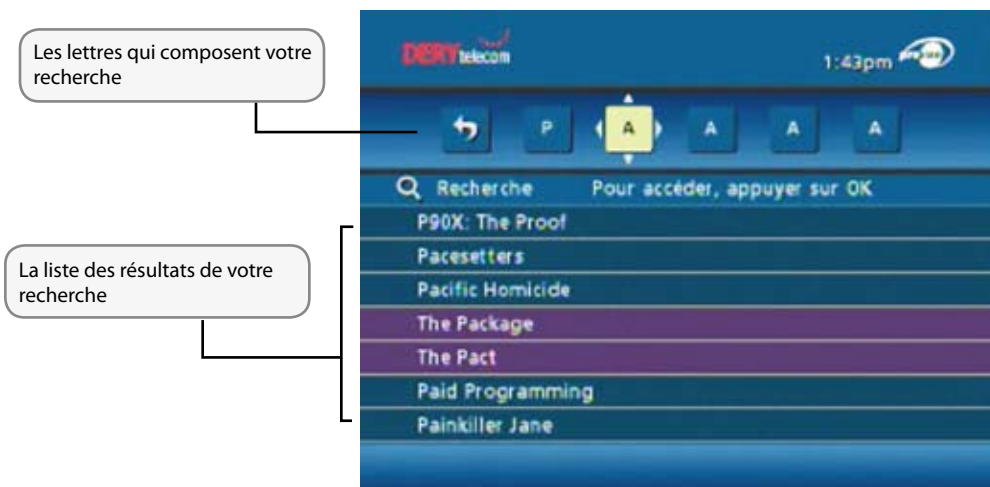 Les lettres qui composent votre
recherche
DERY telecom
1:43pm
P A A A A
Recherche Pour accéder, appuyer sur OK
P90X: The Proof
Pacesetters
Pacific Homicide
La liste des résultats de votre
recherche
The Package
The Pact
Paid Programming
Painkiller Jane